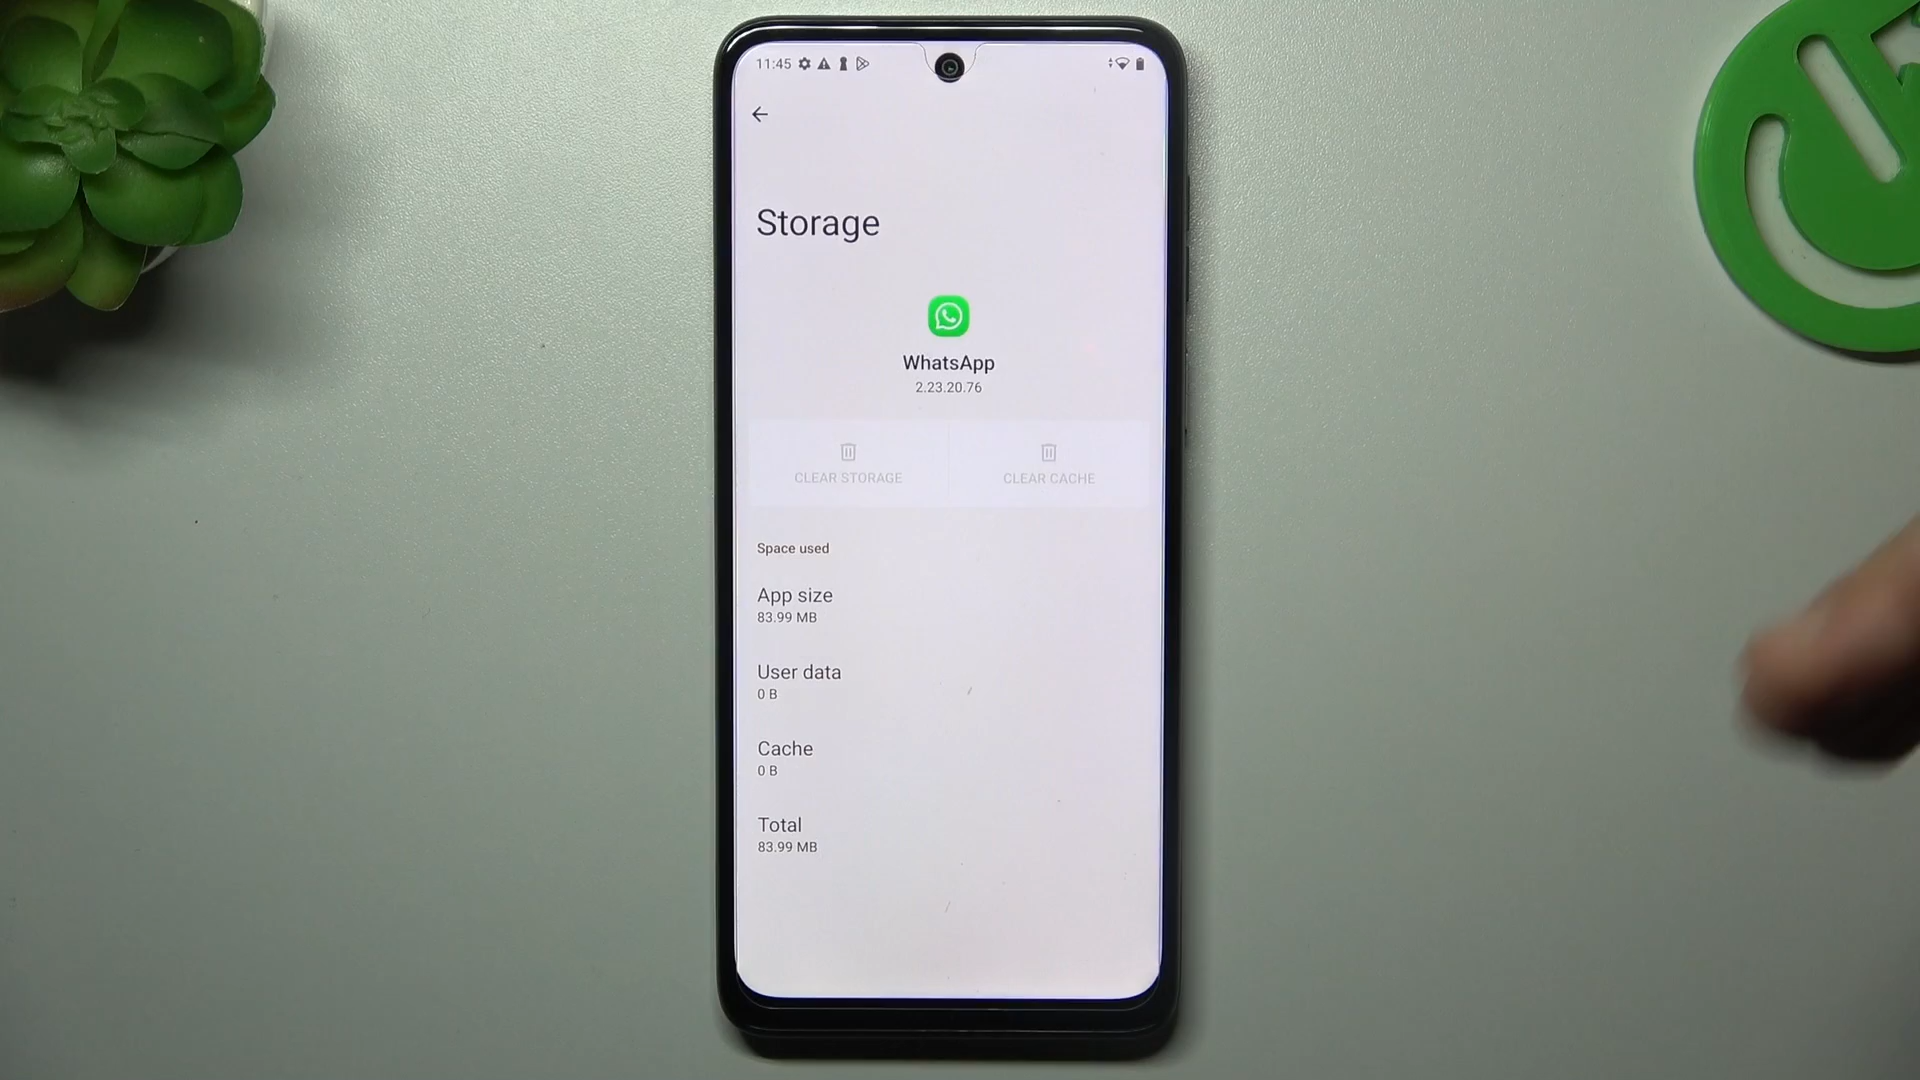 11:45
Storage
WhatsApp
2.23.20.76
CLEAR STORAGE
CLEAR CACHE
Space used
App size
83.99 MB
User data
0 B
Cache
0 B
Total
83.99 MB